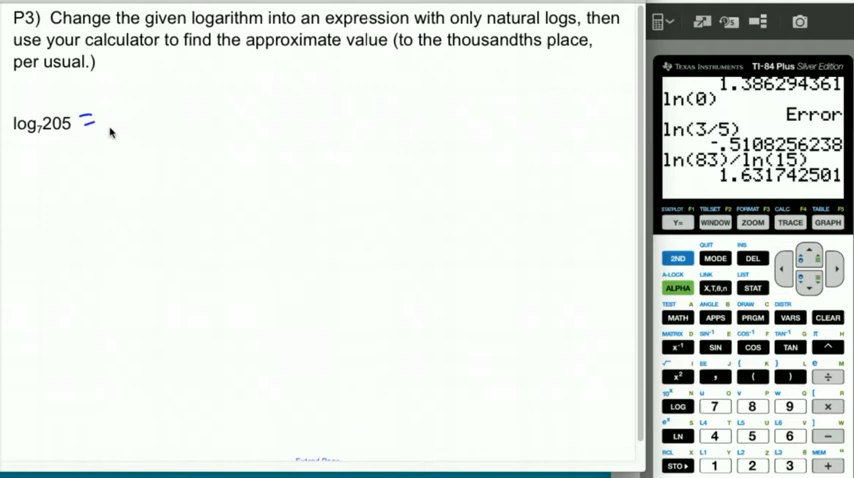 P3) Change the given logarithm into an expression with only natural logs, then
use your calculator to find the approximate value (to the thousandths place,
per usual.)
log₇205 =
TEXAS INSTRUMENTS TI-84 Plus Silver Edition
1.386294361
ln(0)
Error
ln(3/5)
-.5108256238
ln(83)/ln(15)
1.631742501
STATPLOT F1 TBLSET F2 FORMAT F3 CALC F4 TABLE F5
Y= WINDOW ZOOM TRACE GRAPH
QUIT INS
2ND MODE DEL
A-LOCK LINK LIST
ALPHA X,T,θ,n STAT
TEST A ANGLE B DRAW C DISTR
MATH APPS PRGM VARS CLEAR
MATRIX D SIN⁻¹ E COS⁻¹ F TAN⁻¹ G π H
x⁻¹ SIN COS TAN ^
√ I EE J { K } L e M
x² , ( ) ÷
10ˣ N u O v P w Q [ R
LOG 7 8 9 ×
eˣ S L4 T L5 U L6 V ] W
LN 4 5 6 −
RCL X L1 Y L2 Z L3 θ MEM "
STO▸ 1 2 3 +